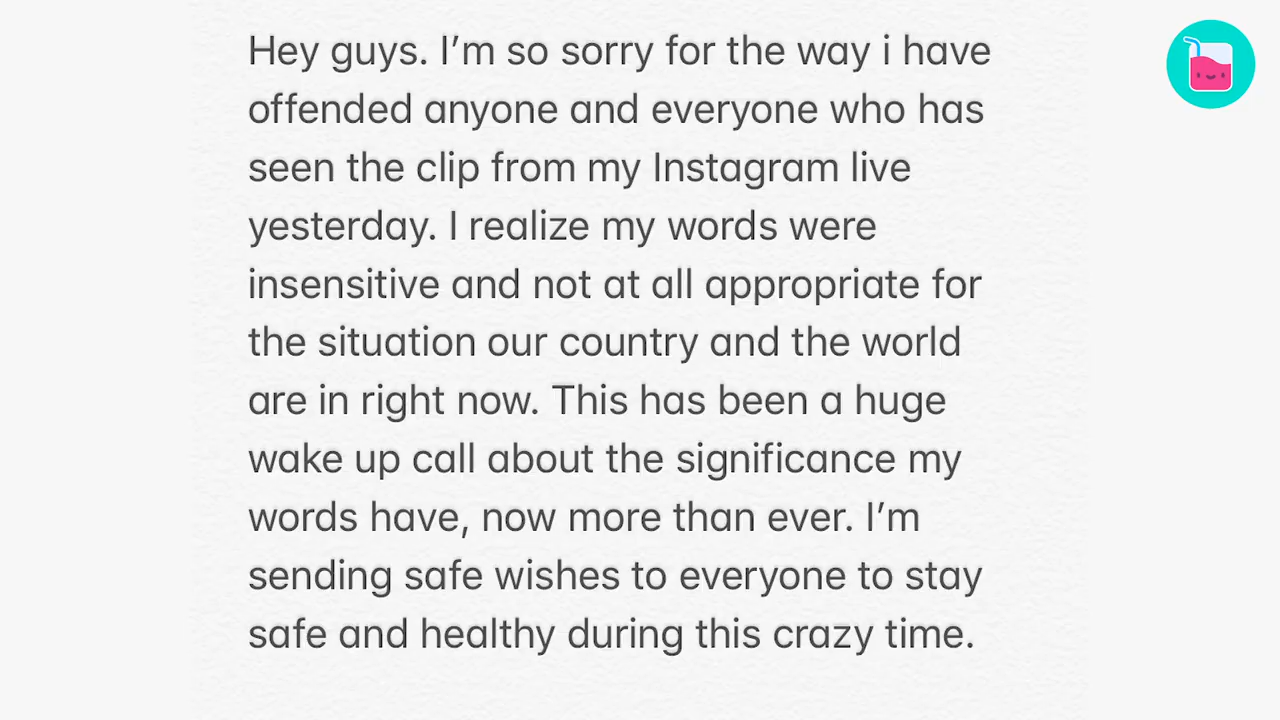 Hey guys. I’m so sorry for the way i have
offended anyone and everyone who has
seen the clip from my Instagram live
yesterday. I realize my words were
insensitive and not at all appropriate for
the situation our country and the world
are in right now. This has been a huge
wake up call about the significance my
words have, now more than ever. I’m
sending safe wishes to everyone to stay
safe and healthy during this crazy time.